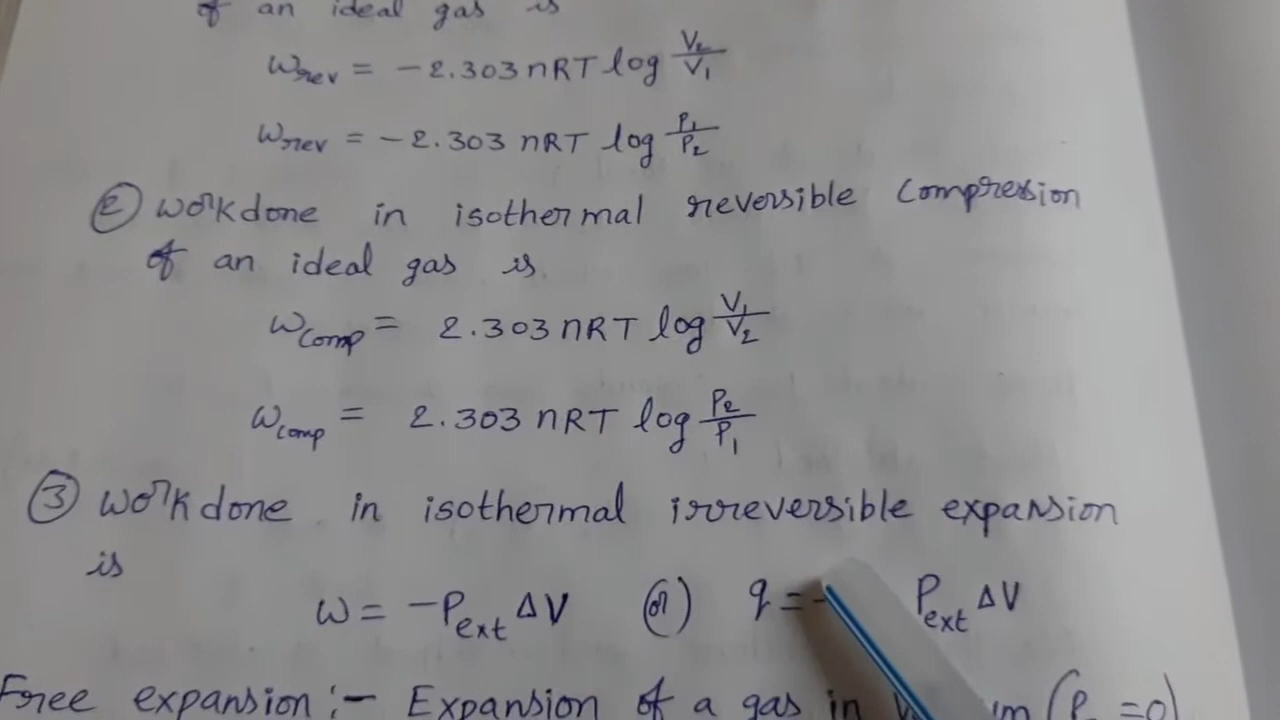 of an ideal gas is
Wrev = -2.303 nRT log V2/V1
Wrev = -2.303 nRT log P1/P2
② workdone in isothermal reversible compression
of an ideal gas is
Wcomp = 2.303 nRT log V1/V2
Wcomp = 2.303 nRT log P2/P1
③ workdone in isothermal irreversible expansion
is
w = -Pext ΔV (or) q = - Pext ΔV
Free expansion :- Expansion of a gas in (P =0)